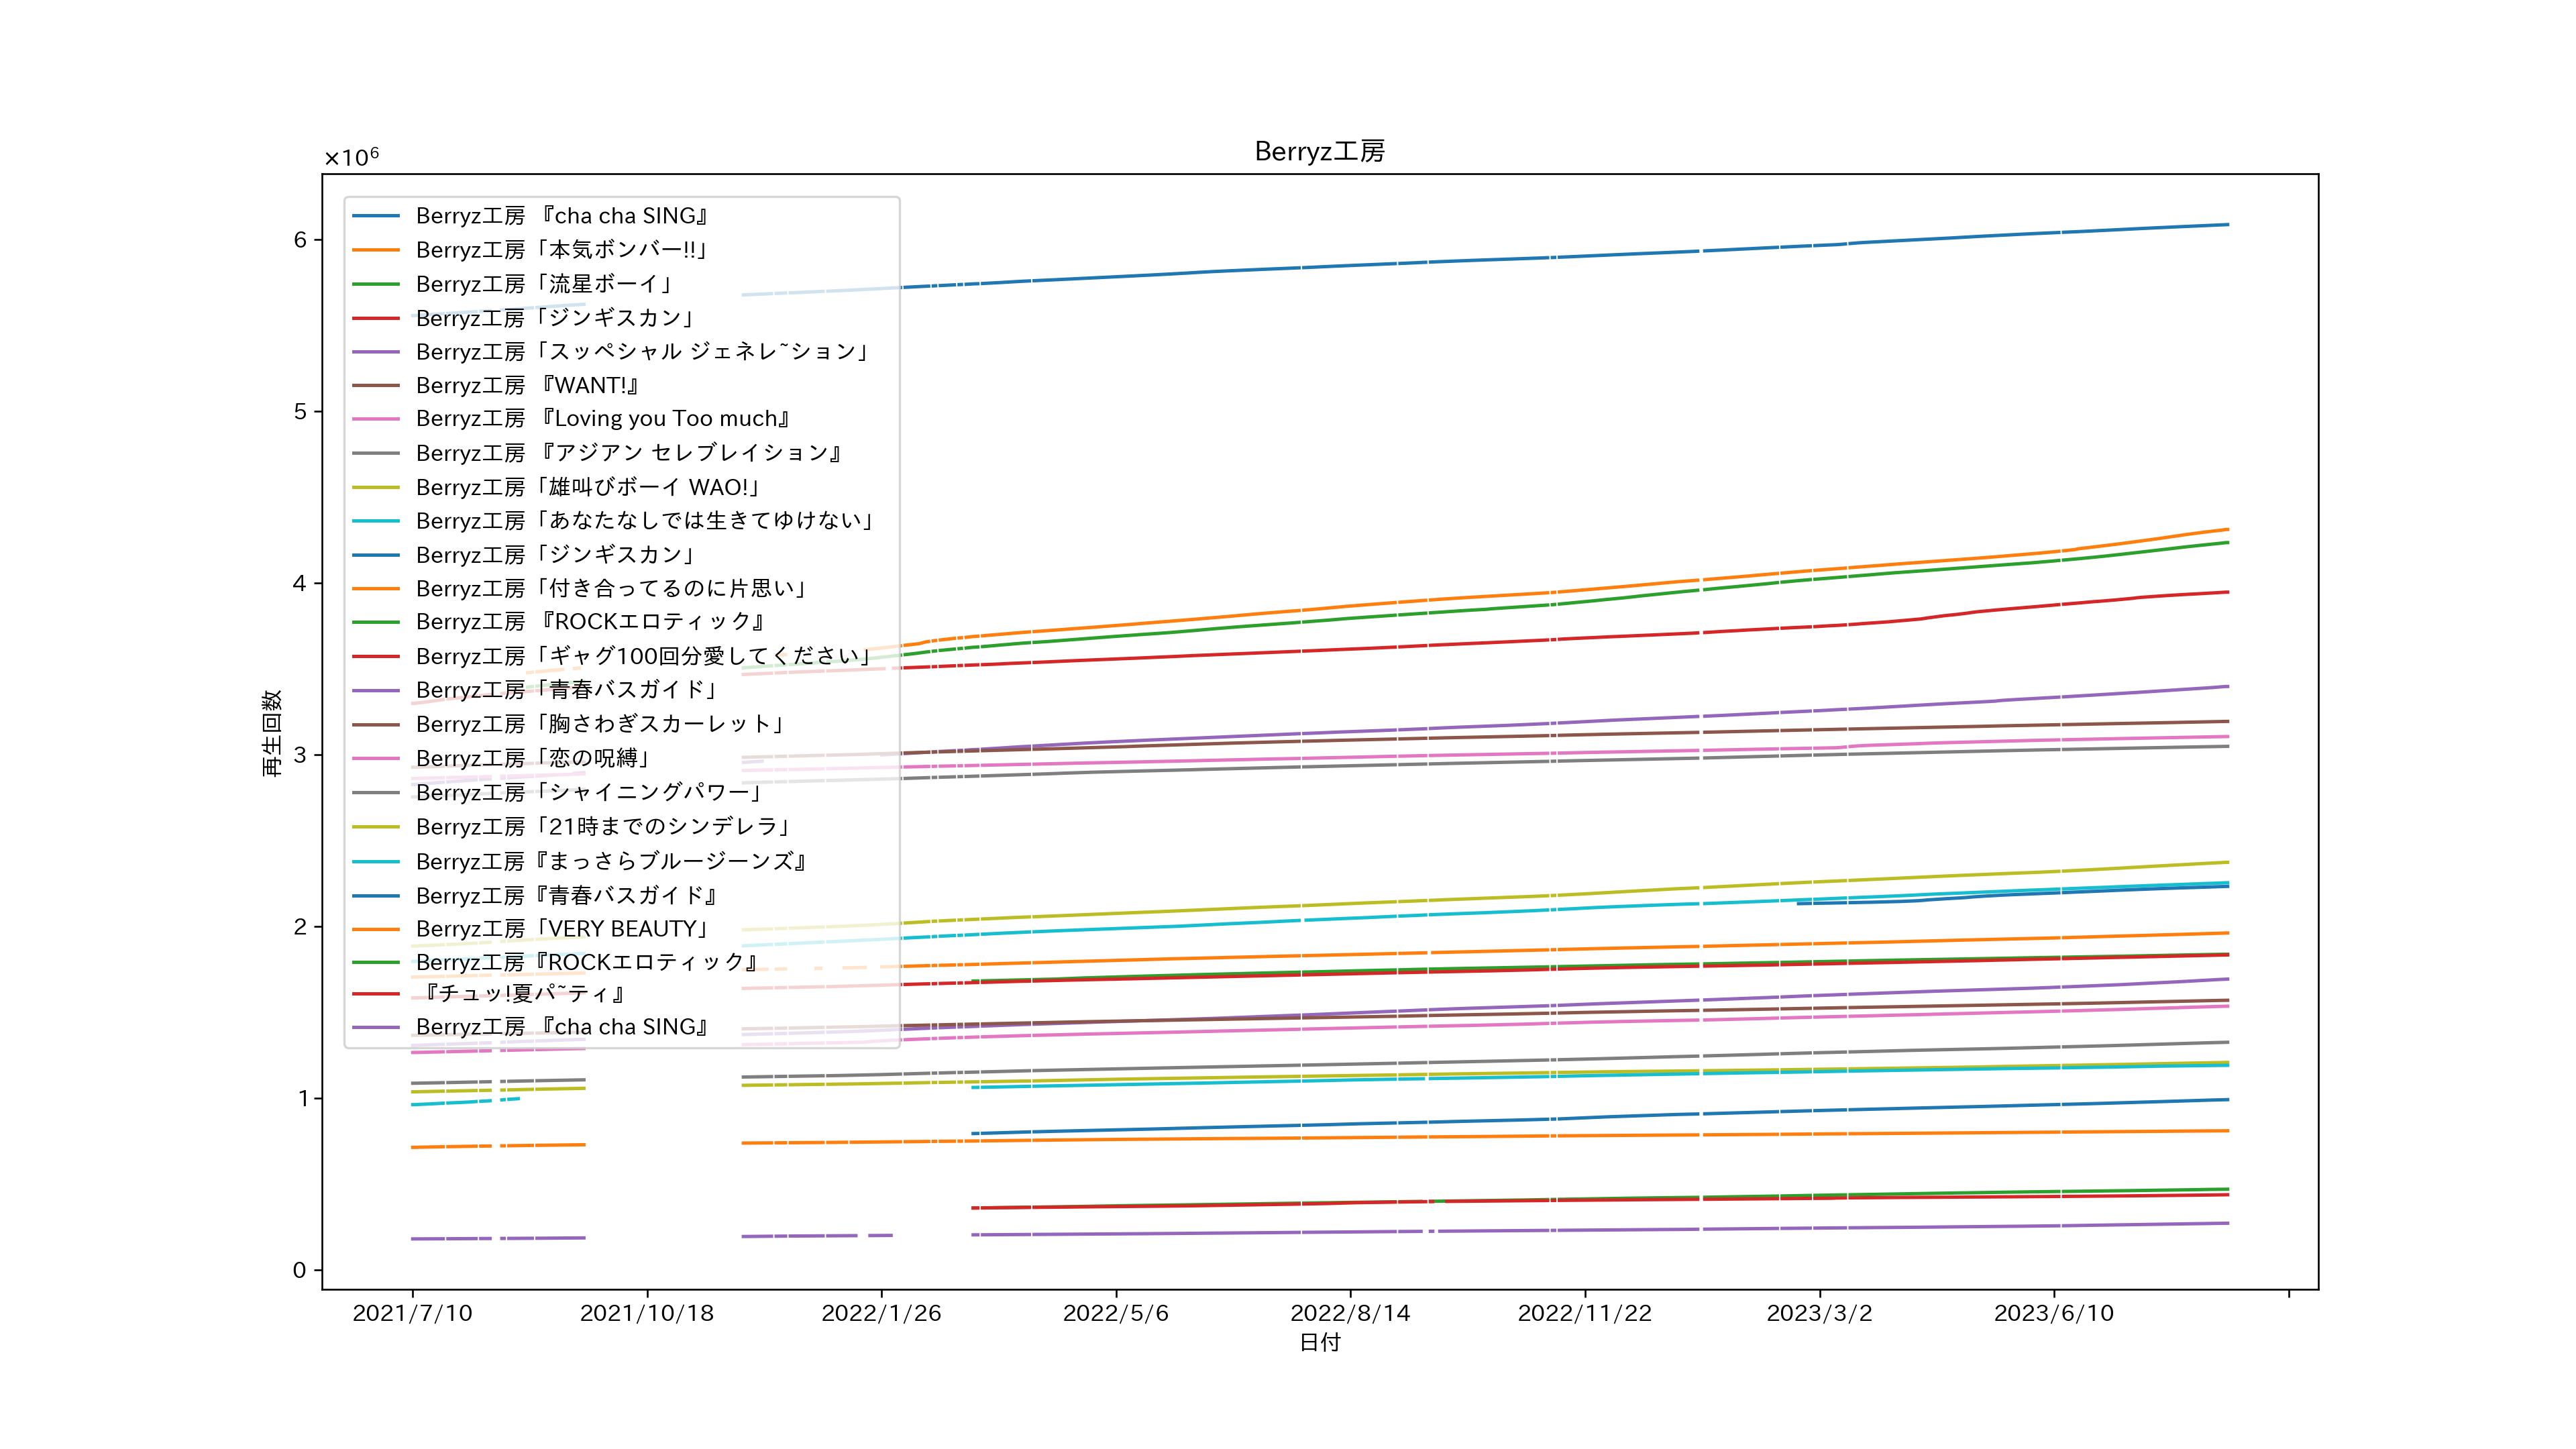 Berryz工房
×10⁶
6
5
4
3
2
1
0
再生回数
Berryz工房 『cha cha SING』
Berryz工房「本気ボンバー!!」
Berryz工房「流星ボーイ」
Berryz工房「ジンギスカン」
Berryz工房「スッペシャル ジェネレ~ション」
Berryz工房 『WANT!』
Berryz工房 『Loving you Too much』
Berryz工房 『アジアン セレブレイション』
Berryz工房「雄叫びボーイ WAO!」
Berryz工房「あなたなしでは生きてゆけない」
Berryz工房「ジンギスカン」
Berryz工房「付き合ってるのに片思い」
Berryz工房 『ROCKエロティック』
Berryz工房「ギャグ100回分愛してください」
Berryz工房「青春バスガイド」
Berryz工房「胸さわぎスカーレット」
Berryz工房「恋の呪縛」
Berryz工房「シャイニングパワー」
Berryz工房「21時までのシンデレラ」
Berryz工房『まっさらブルージーンズ』
Berryz工房『青春バスガイド』
Berryz工房「VERY BEAUTY」
Berryz工房『ROCKエロティック』
『チュッ!夏パ~ティ』
Berryz工房 『cha cha SING』
2021/7/10 2021/10/18 2022/1/26 2022/5/6 2022/8/14 2022/11/22 2023/3/2 2023/6/10
日付